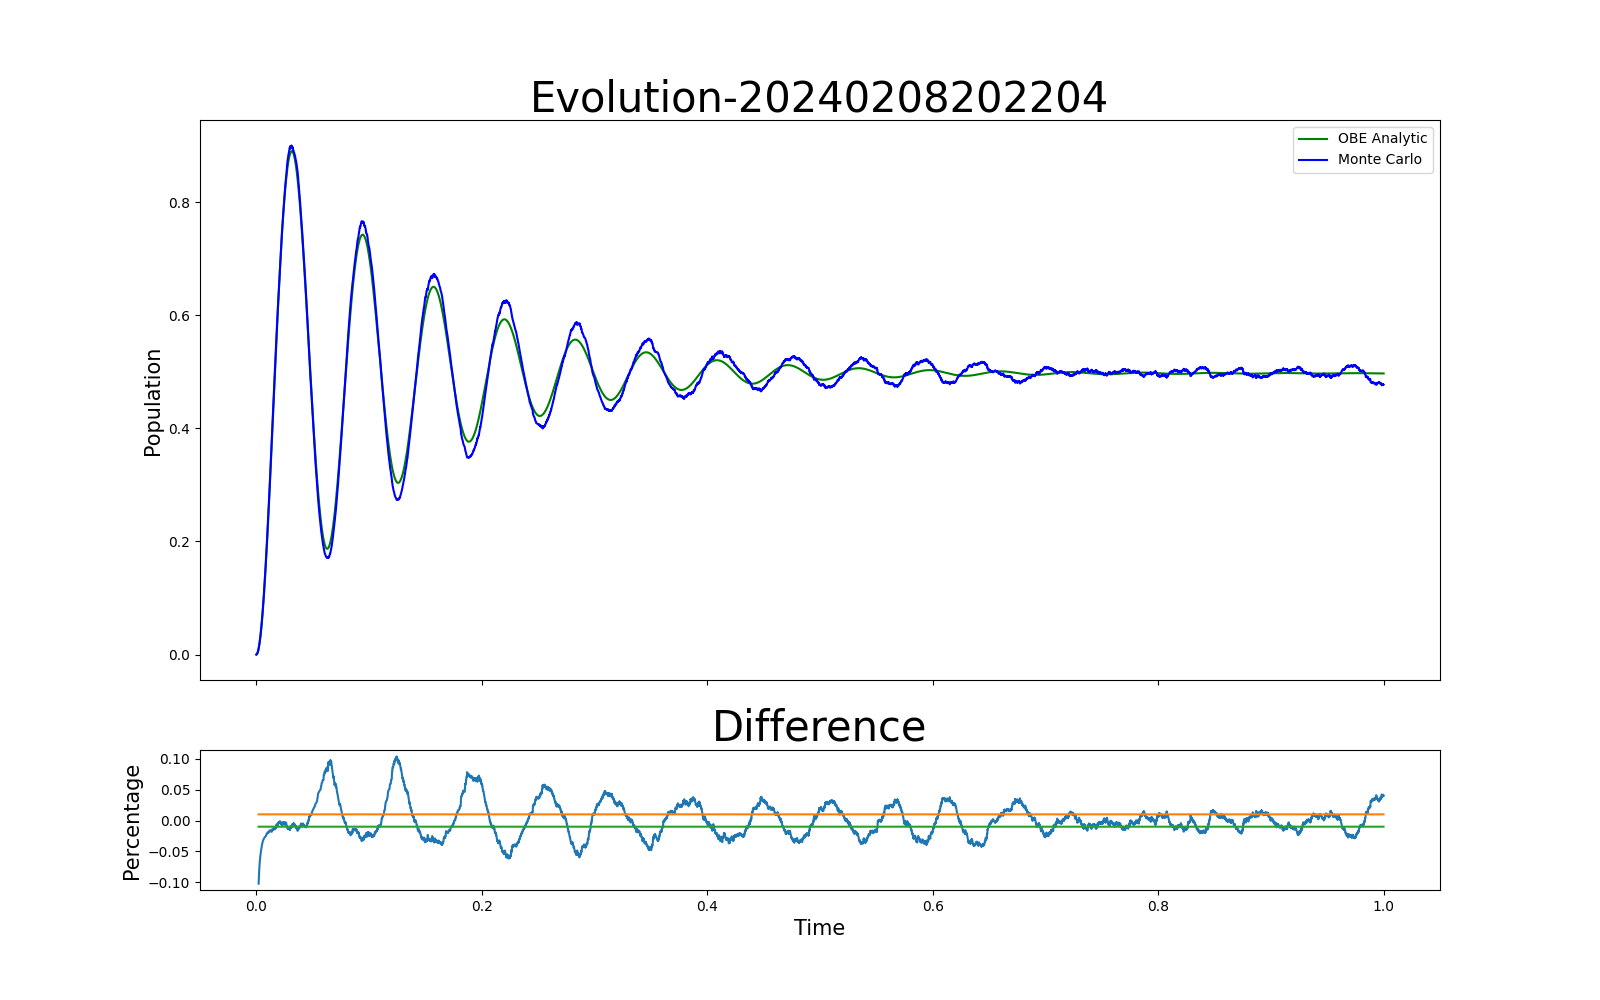 Evolution-20240208202204
OBE Analytic
Monte Carlo
0.8
0.6
0.4
0.2
0.0
Population
Difference
0.10
0.05
0.00
−0.05
−0.10
Percentage
0.0 0.2 0.4 0.6 0.8 1.0
Time